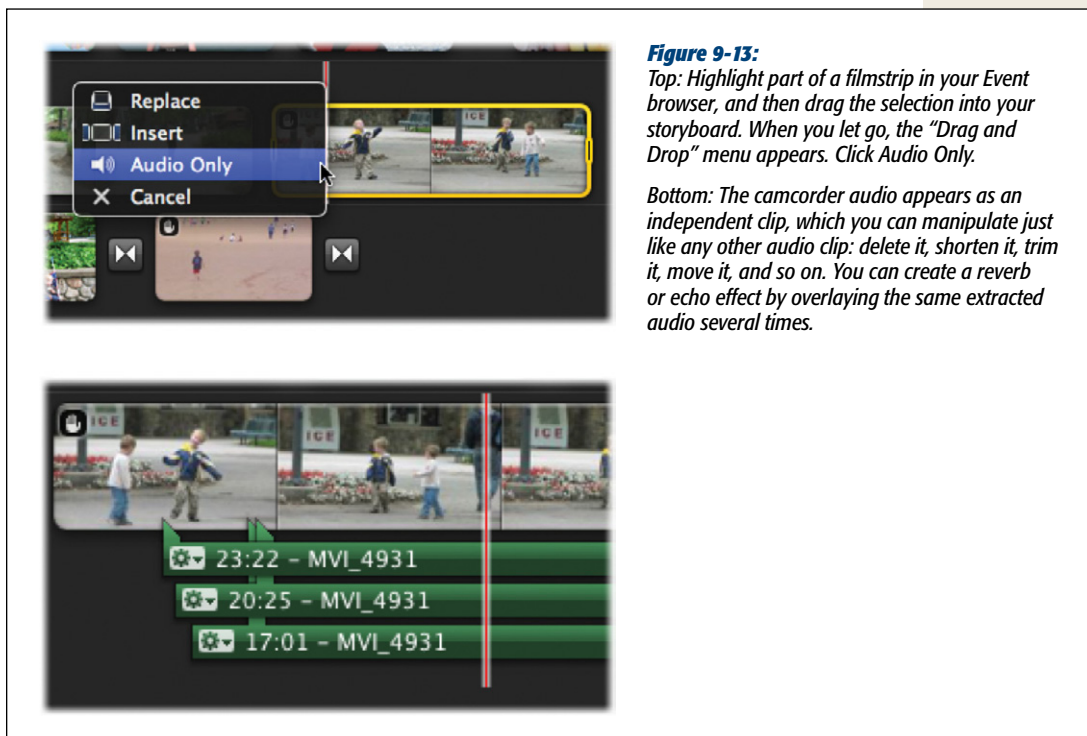 Replace
Insert
Audio Only
Cancel
ICE
Figure 9-13:
Top: Highlight part of a filmstrip in your Event
browser, and then drag the selection into your
storyboard. When you let go, the “Drag and
Drop” menu appears. Click Audio Only.
Bottom: The camcorder audio appears as an
independent clip, which you can manipulate just
like any other audio clip: delete it, shorten it, trim
it, move it, and so on. You can create a reverb
or echo effect by overlaying the same extracted
audio several times.
ICE
ICE
ICE
23:22 – MVI_4931
20:25 – MVI_4931
17:01 – MVI_4931